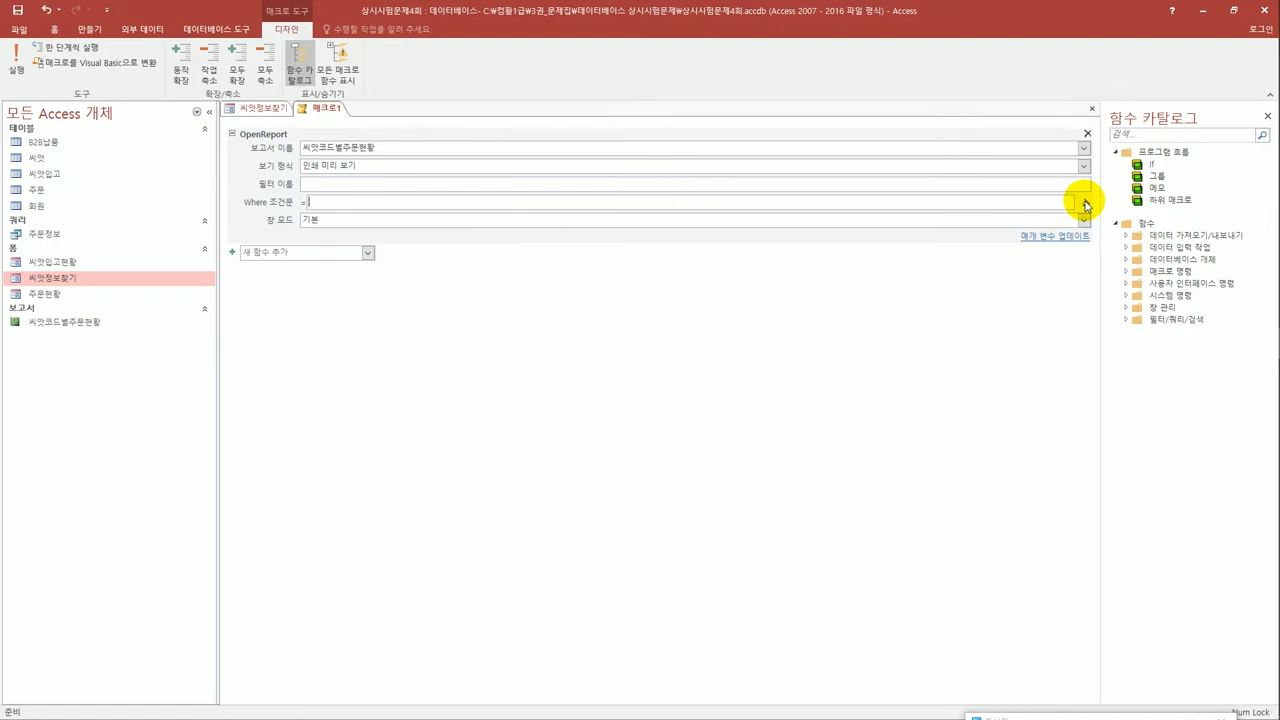 매크로 도구
상시시험문제4회 : 데이터베이스- C:₩컴활1급₩3권_문제집₩데이터베이스 상시시험문제₩상시시험문제4회.accdb (Access 2007 - 2016 파일 형식) - Access
파일 홈 만들기 외부 데이터 데이터베이스 도구 디자인 수행할 작업을 알려 주세요. 로그인
실행
한 단계씩 실행
매크로를 Visual Basic으로 변환
도구
동작 확장
작업 축소
모두 확장
모두 축소
확장/축소
함수 카탈로그
모든 매크로 함수 표시
표시/숨기기
모든 Access 개체
테이블
B2B납품
씨앗
씨앗입고
주문
회원
쿼리
주문정보
폼
씨앗입고현황
씨앗정보찾기
주문현황
보고서
씨앗코드별주문현황
씨앗정보찾기 매크로1
OpenReport
보고서 이름 씨앗코드별주문현황
보기 형식 인쇄 미리 보기
필터 이름
Where 조건문 =
창 모드 기본
매개 변수 업데이트
새 함수 추가
함수 카탈로그
검색...
프로그램 흐름
If
그룹
메모
하위 매크로
함수
데이터 가져오기/내보내기
데이터 입력 작업
데이터베이스 개체
매크로 명령
사용자 인터페이스 명령
시스템 명령
창 관리
필터/쿼리/검색
준비
Num Lock